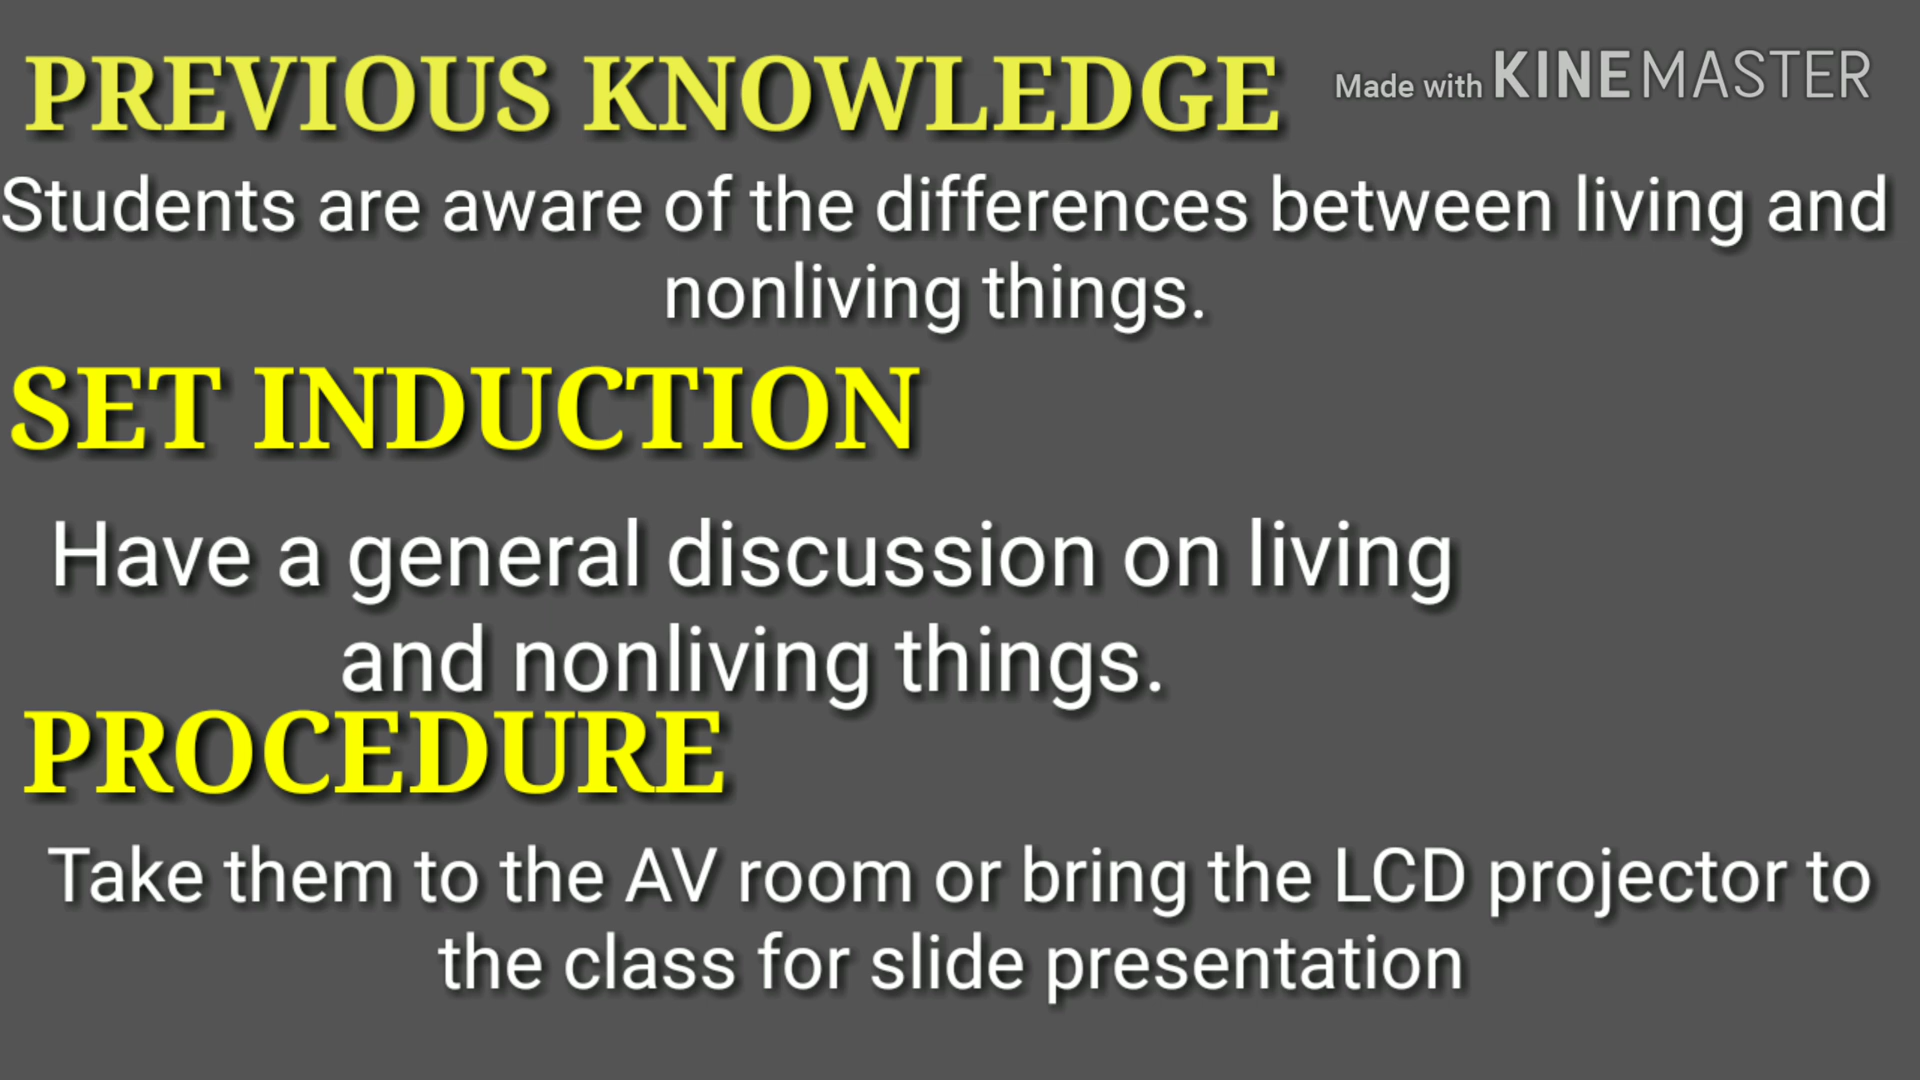 PREVIOUS KNOWLEDGE
Made with KINEMASTER
Students are aware of the differences between living and
nonliving things.
SET INDUCTION
Have a general discussion on living
and nonliving things.
PROCEDURE
Take them to the AV room or bring the LCD projector to
the class for slide presentation